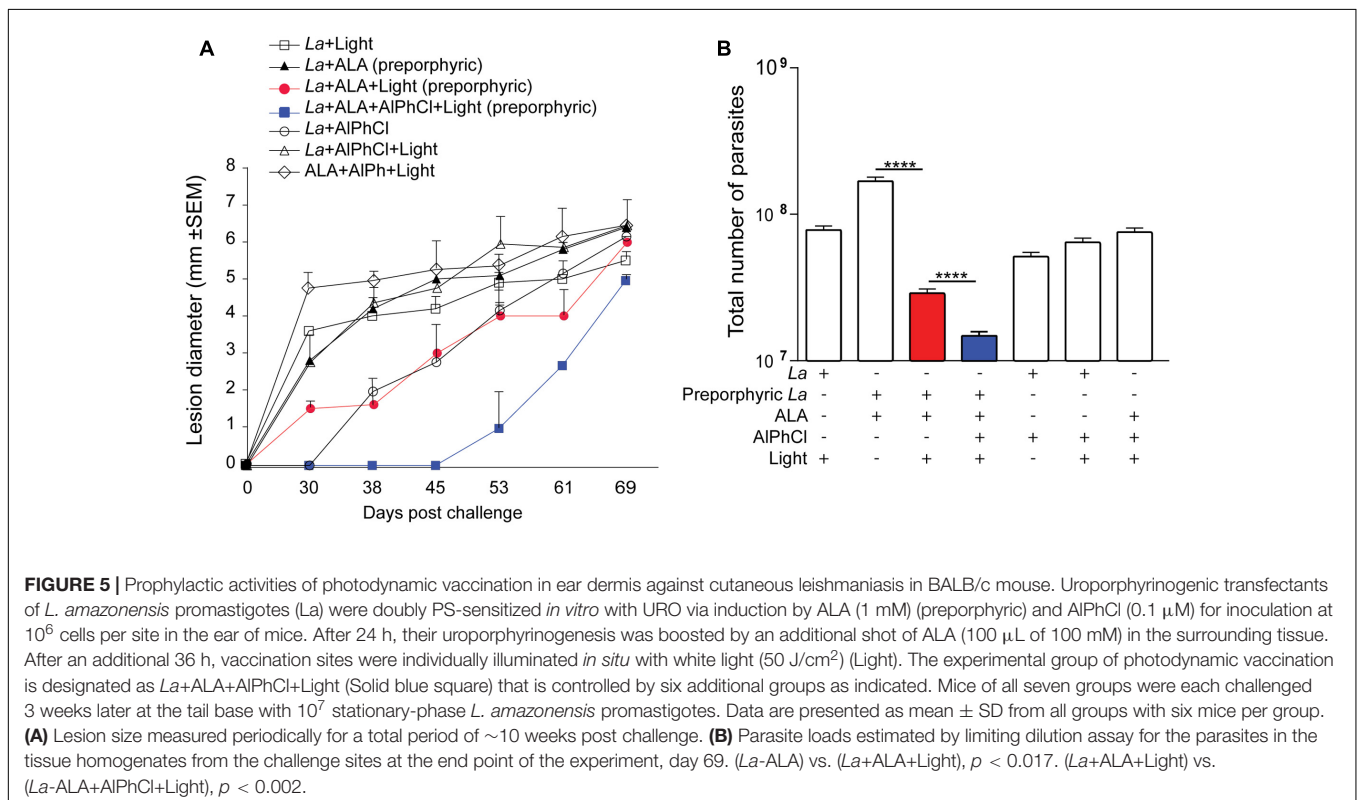 A
La+Light
La+ALA (preporphyric)
La+ALA+Light (preporphyric)
La+ALA+AlPhCl+Light (preporphyric)
La+AlPhCl
La+AlPhCl+Light
ALA+AlPh+Light
Lesion diameter (mm ±SEM)
8
7
6
5
4
3
2
1
0
0 30 38 45 53 61 69
Days post challenge
B
Total number of parasites
10⁹
10⁸
10⁷
****
****
La + - - - + + -
Preporphyric La - + + + - - -
ALA - + + + - - +
AlPhCl - - - + + + +
Light + - + + - + +
FIGURE 5 | Prophylactic activities of photodynamic vaccination in ear dermis against cutaneous leishmaniasis in BALB/c mouse. Uroporphyrinogenic transfectants
of L. amazonensis promastigotes (La) were doubly PS-sensitized in vitro with URO via induction by ALA (1 mM) (preporphyric) and AlPhCl (0.1 μM) for inoculation at
10⁶ cells per site in the ear of mice. After 24 h, their uroporphyrinogenesis was boosted by an additional shot of ALA (100 μL of 100 mM) in the surrounding tissue.
After an additional 36 h, vaccination sites were individually illuminated in situ with white light (50 J/cm²) (Light). The experimental group of photodynamic vaccination
is designated as La+ALA+AlPhCl+Light (Solid blue square) that is controlled by six additional groups as indicated. Mice of all seven groups were each challenged
3 weeks later at the tail base with 10⁷ stationary-phase L. amazonensis promastigotes. Data are presented as mean ± SD from all groups with six mice per group.
(A) Lesion size measured periodically for a total period of ∼10 weeks post challenge. (B) Parasite loads estimated by limiting dilution assay for the parasites in the
tissue homogenates from the challenge sites at the end point of the experiment, day 69. (La-ALA) vs. (La+ALA+Light), p < 0.017. (La+ALA+Light) vs.
(La-ALA+AlPhCl+Light), p < 0.002.